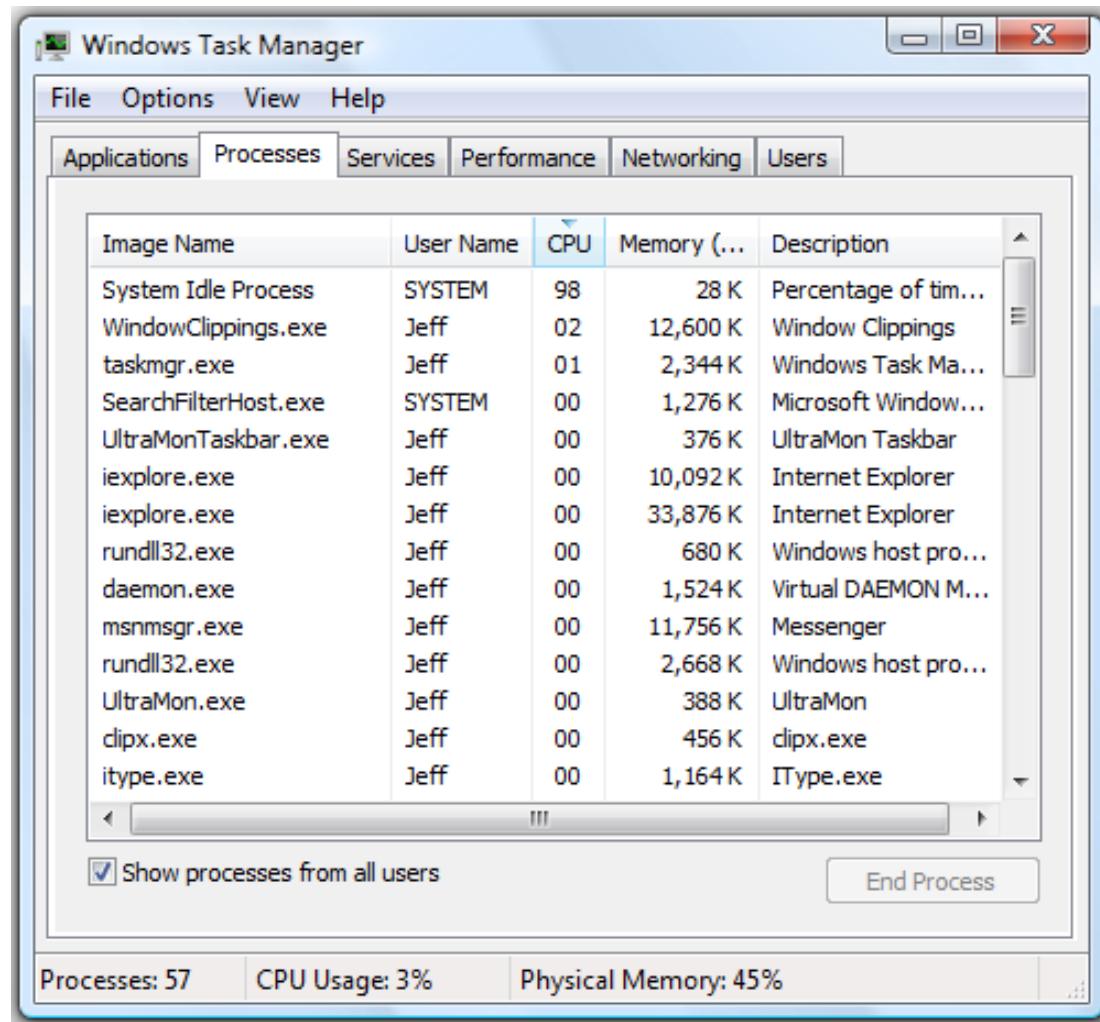 Windows Task Manager
File Options View Help
Applications Processes Services Performance Networking Users
Image Name User Name CPU Memory (... Description
System Idle Process SYSTEM 98 28 K Percentage of tim...
WindowClippings.exe Jeff 02 12,600 K Window Clippings
taskmgr.exe Jeff 01 2,344 K Windows Task Ma...
SearchFilterHost.exe SYSTEM 00 1,276 K Microsoft Window...
UltraMonTaskbar.exe Jeff 00 376 K UltraMon Taskbar
iexplore.exe Jeff 00 10,092 K Internet Explorer
iexplore.exe Jeff 00 33,876 K Internet Explorer
rundll32.exe Jeff 00 680 K Windows host pro...
daemon.exe Jeff 00 1,524 K Virtual DAEMON M...
msnmsgr.exe Jeff 00 11,756 K Messenger
rundll32.exe Jeff 00 2,668 K Windows host pro...
UltraMon.exe Jeff 00 388 K UltraMon
clipx.exe Jeff 00 456 K clipx.exe
itype.exe Jeff 00 1,164 K IType.exe
Show processes from all users
End Process
Processes: 57 CPU Usage: 3% Physical Memory: 45%